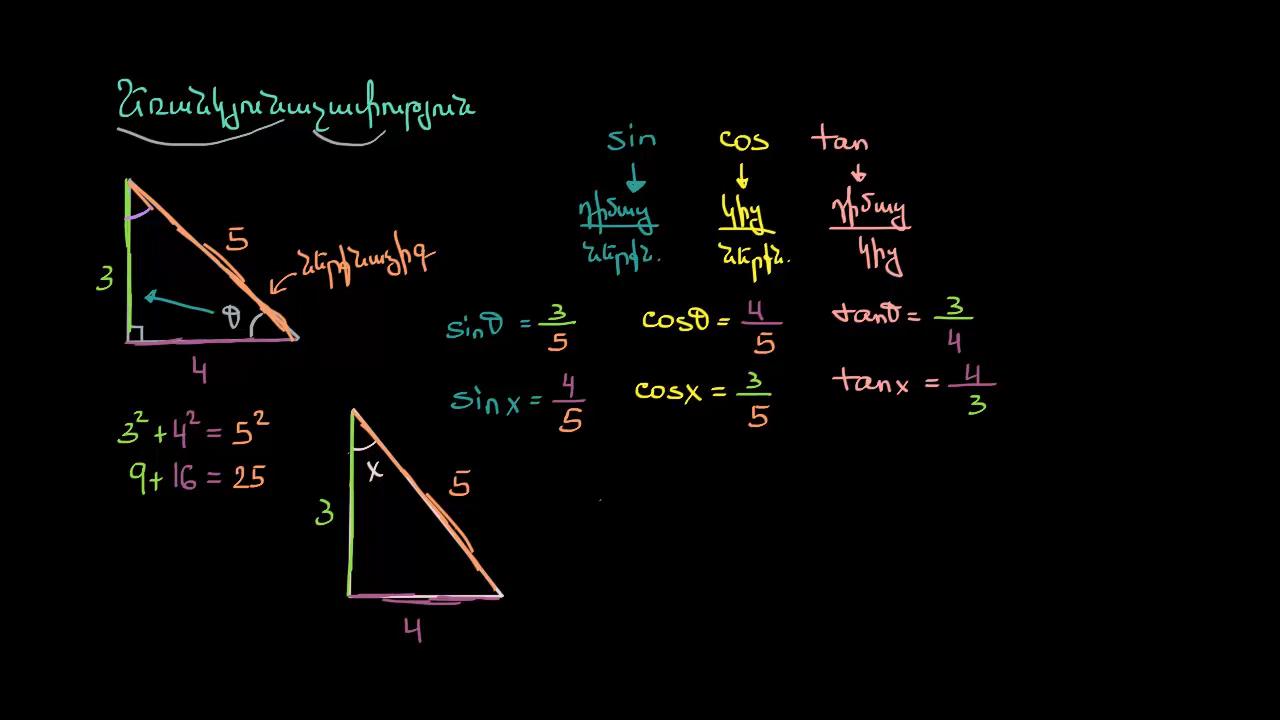 Եռանկյունաչափություն
sin cos tan
դիմաց կից դիմաց
ներքն. ներքն. կից
3 5 ներքնաձիգ
θ
4
sinθ = 3/5 cosθ = 4/5 tanθ = 3/4
sin x = 4/5 cos x = 3/5 tan x = 4/3
3² + 4² = 5²
9 + 16 = 25
x
3 5
4